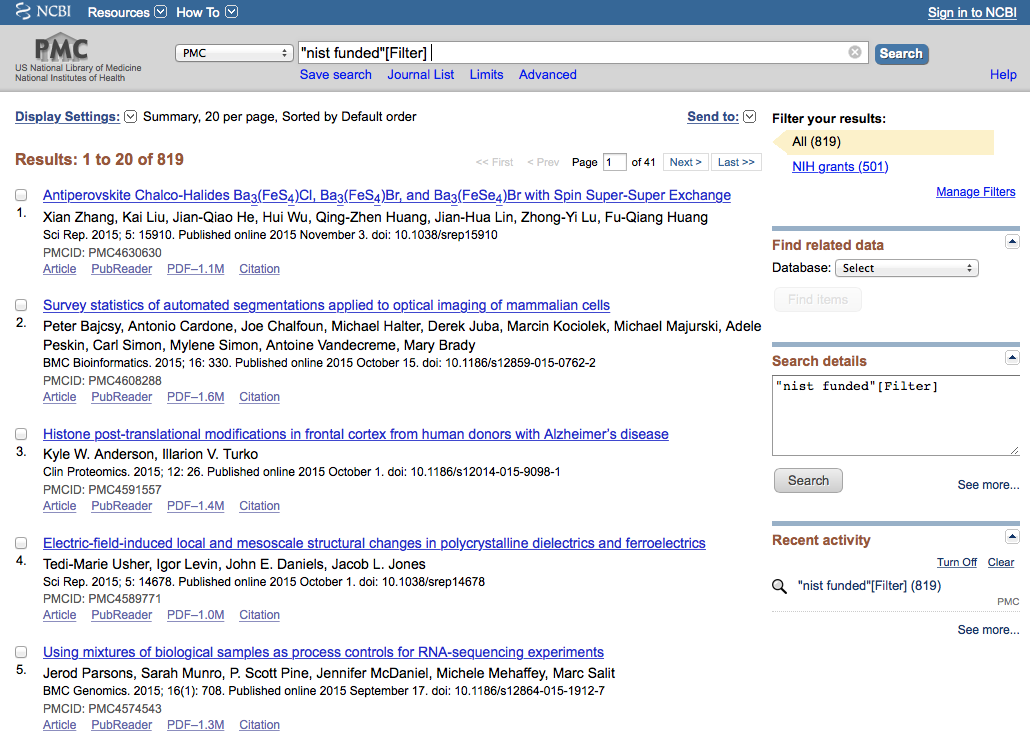 NCBI Resources How To Sign in to NCBI
PMC
US National Library of Medicine
National Institutes of Health
PMC "nist funded"[Filter] Search
Save search Journal List Limits Advanced Help
Display Settings: Summary, 20 per page, Sorted by Default order Send to:
Results: 1 to 20 of 819
<< First < Prev Page 1 of 41 Next > Last >>
1. Antiperovskite Chalco-Halides Ba3(FeS4)Cl, Ba3(FeS4)Br, and Ba3(FeSe4)Br with Spin Super-Super Exchange
Xian Zhang, Kai Liu, Jian-Qiao He, Hui Wu, Qing-Zhen Huang, Jian-Hua Lin, Zhong-Yi Lu, Fu-Qiang Huang
Sci Rep. 2015; 5: 15910. Published online 2015 November 3. doi: 10.1038/srep15910
PMCID: PMC4630630
Article PubReader PDF–1.1M Citation
2. Survey statistics of automated segmentations applied to optical imaging of mammalian cells
Peter Bajcsy, Antonio Cardone, Joe Chalfoun, Michael Halter, Derek Juba, Marcin Kociolek, Michael Majurski, Adele
Peskin, Carl Simon, Mylene Simon, Antoine Vandecreme, Mary Brady
BMC Bioinformatics. 2015; 16: 330. Published online 2015 October 15. doi: 10.1186/s12859-015-0762-2
PMCID: PMC4608288
Article PubReader PDF–1.6M Citation
3. Histone post-translational modifications in frontal cortex from human donors with Alzheimer's disease
Kyle W. Anderson, Illarion V. Turko
Clin Proteomics. 2015; 12: 26. Published online 2015 October 1. doi: 10.1186/s12014-015-9098-1
PMCID: PMC4591557
Article PubReader PDF–1.4M Citation
4. Electric-field-induced local and mesoscale structural changes in polycrystalline dielectrics and ferroelectrics
Tedi-Marie Usher, Igor Levin, John E. Daniels, Jacob L. Jones
Sci Rep. 2015; 5: 14678. Published online 2015 October 1. doi: 10.1038/srep14678
PMCID: PMC4589771
Article PubReader PDF–1.0M Citation
5. Using mixtures of biological samples as process controls for RNA-sequencing experiments
Jerod Parsons, Sarah Munro, P. Scott Pine, Jennifer McDaniel, Michele Mehaffey, Marc Salit
BMC Genomics. 2015; 16(1): 708. Published online 2015 September 17. doi: 10.1186/s12864-015-1912-7
PMCID: PMC4574543
Article PubReader PDF–1.3M Citation
Filter your results:
All (819)
NIH grants (501)
Manage Filters
Find related data
Database: Select
Find items
Search details
"nist funded"[Filter]
Search See more...
Recent activity
Turn Off Clear
"nist funded"[Filter] (819)
PMC
See more...